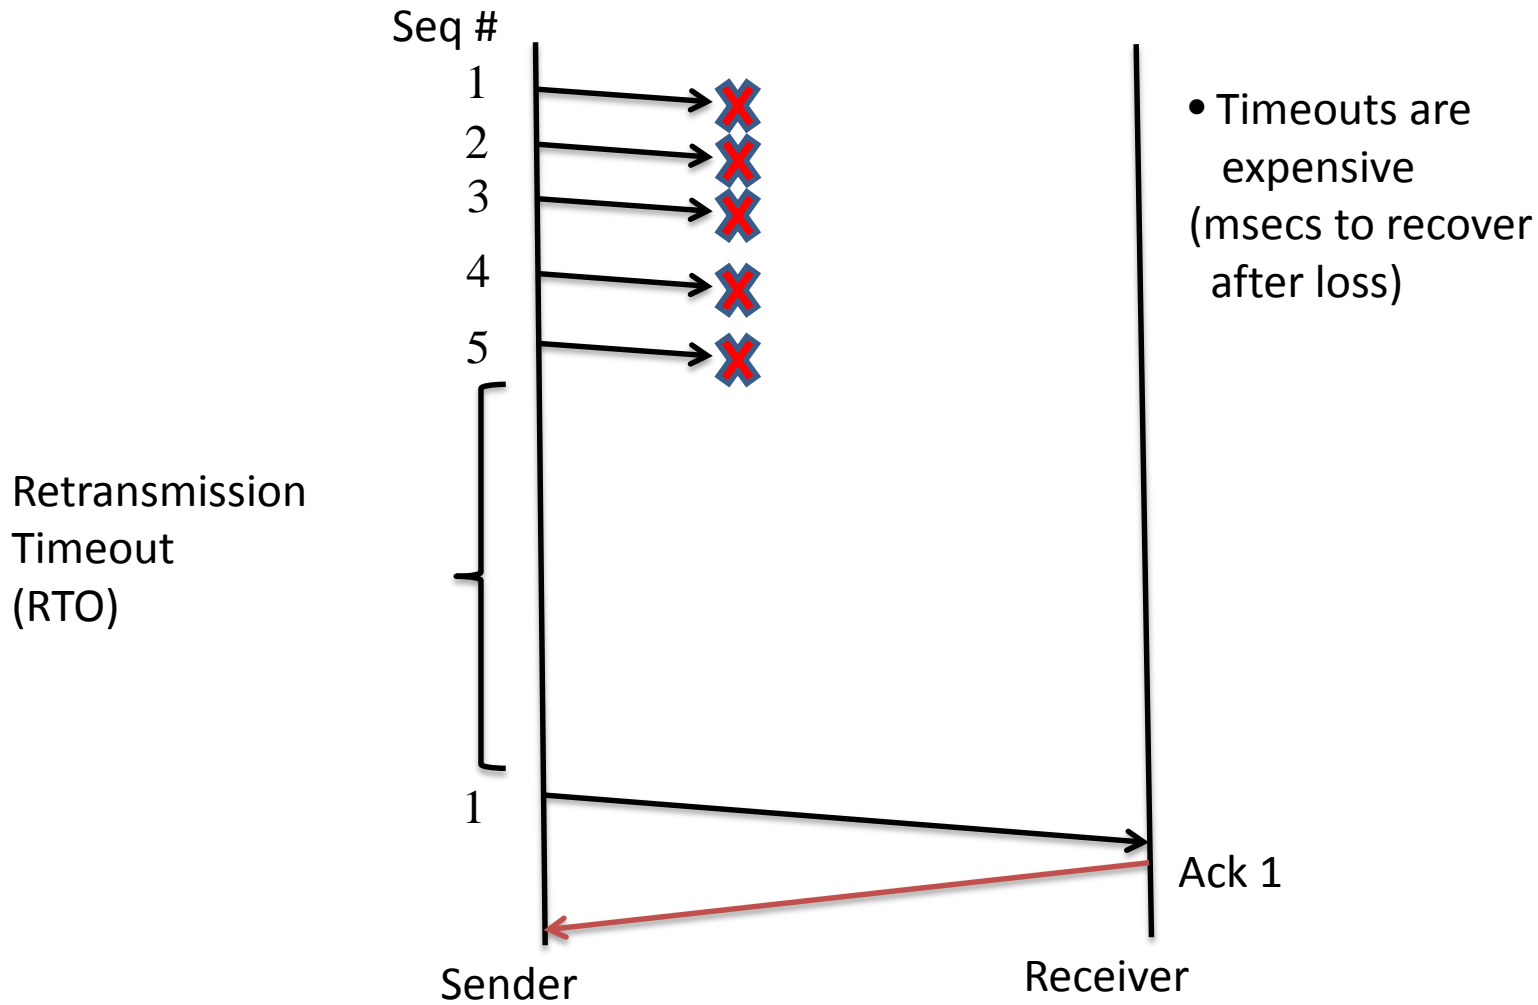 Seq #
1
2
3
4
5
• Timeouts are
expensive
(msecs to recover
after loss)
Retransmission
Timeout
(RTO)
1
Ack 1
Sender
Receiver